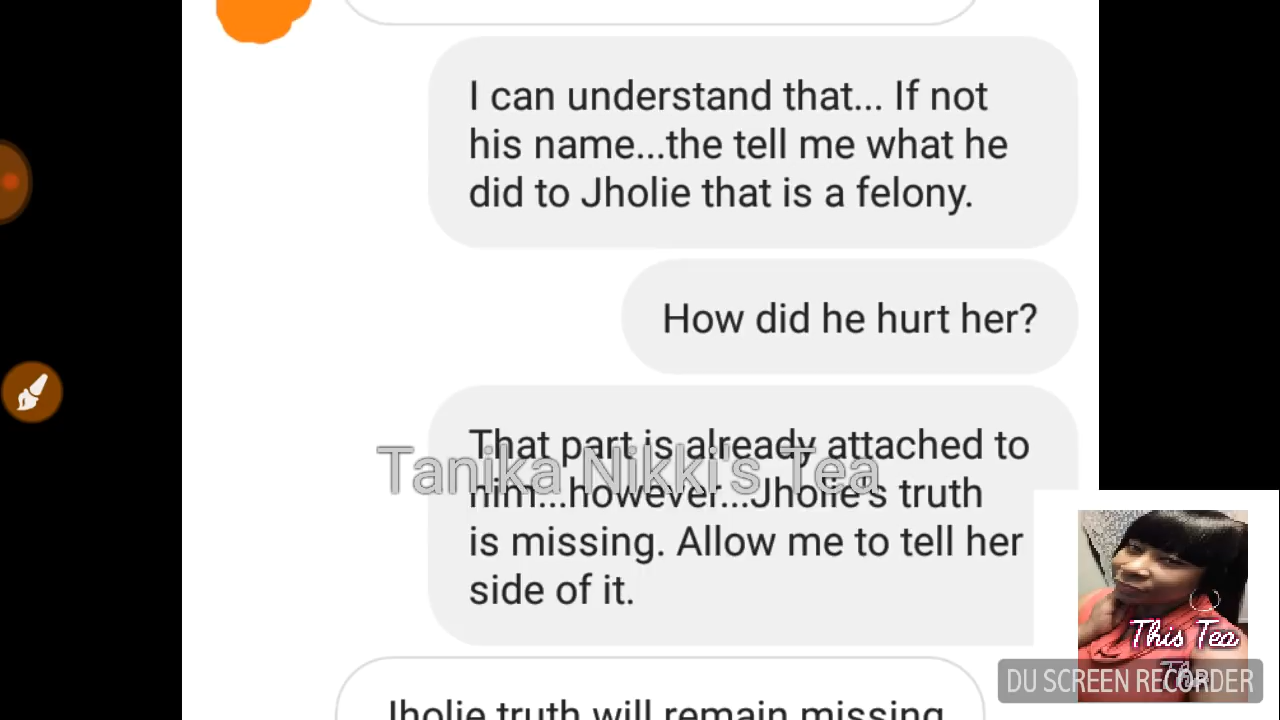 I can understand that... If not
his name...the tell me what he
did to Jholie that is a felony.
How did he hurt her?
That part is already attached to
him...however...Jholie's truth
is missing. Allow me to tell her
side of it.
Jholie truth will remain missing
Tanika Nikki's Tea
This Tea
DU SCREEN RECORDER